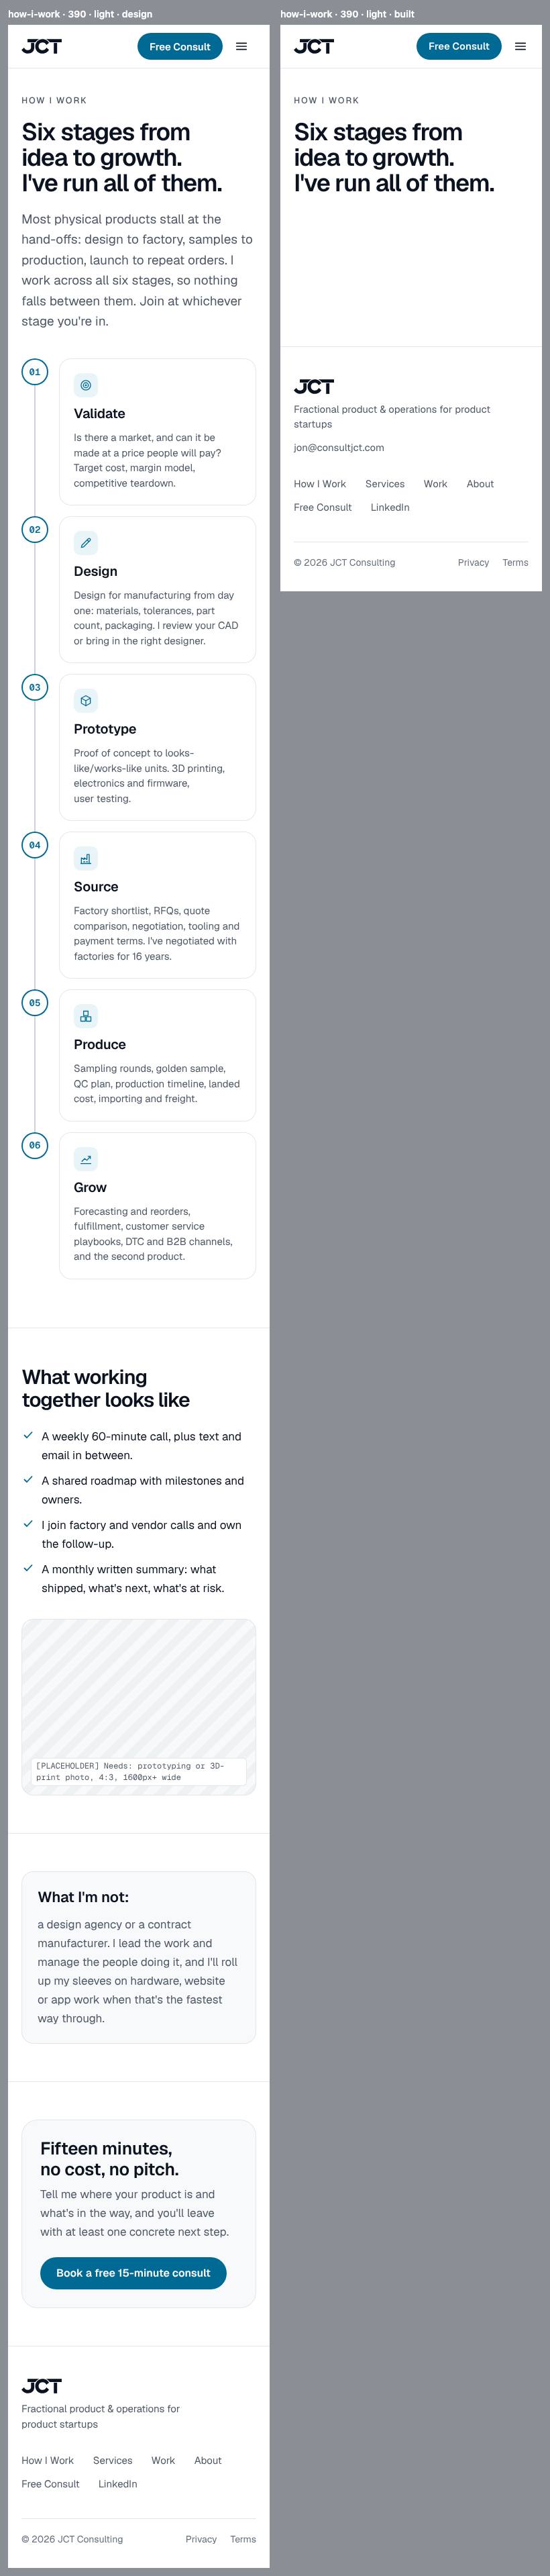 how-i-work · 390 · light · design
JCT
Free Consult
HOW I WORK
Six stages from
idea to growth.
I've run all of them.
Most physical products stall at the
hand-offs: design to factory, samples to
production, launch to repeat orders. I
work across all six stages, so nothing
falls between them. Join at whichever
stage you're in.
01
Validate
Is there a market, and can it be
made at a price people will pay?
Target cost, margin model,
competitive teardown.
02
Design
Design for manufacturing from day
one: materials, tolerances, part
count, packaging. I review your CAD
or bring in the right designer.
03
Prototype
Proof of concept to looks-
like/works-like units. 3D printing,
electronics and firmware,
user testing.
04
Source
Factory shortlist, RFQs, quote
comparison, negotiation, tooling and
payment terms. I've negotiated with
factories for 16 years.
05
Produce
Sampling rounds, golden sample,
QC plan, production timeline, landed
cost, importing and freight.
06
Grow
Forecasting and reorders,
fulfillment, customer service
playbooks, DTC and B2B channels,
and the second product.
What working
together looks like
A weekly 60-minute call, plus text and
email in between.
A shared roadmap with milestones and
owners.
I join factory and vendor calls and own
the follow-up.
A monthly written summary: what
shipped, what's next, what's at risk.
[PLACEHOLDER] Needs: prototyping or 3D-
print photo, 4:3, 1600px+ wide
What I'm not:
a design agency or a contract
manufacturer. I lead the work and
manage the people doing it, and I'll roll
up my sleeves on hardware, website
or app work when that's the fastest
way through.
Fifteen minutes,
no cost, no pitch.
Tell me where your product is and
what's in the way, and you'll leave
with at least one concrete next step.
Book a free 15-minute consult
JCT
Fractional product & operations for
product startups
How I Work Services Work About
Free Consult LinkedIn
© 2026 JCT Consulting Privacy Terms
how-i-work · 390 · light · built
JCT
Free Consult
HOW I WORK
Six stages from
idea to growth.
I've run all of them.
JCT
Fractional product & operations for product
startups
jon@consultjct.com
How I Work Services Work About
Free Consult LinkedIn
© 2026 JCT Consulting Privacy Terms